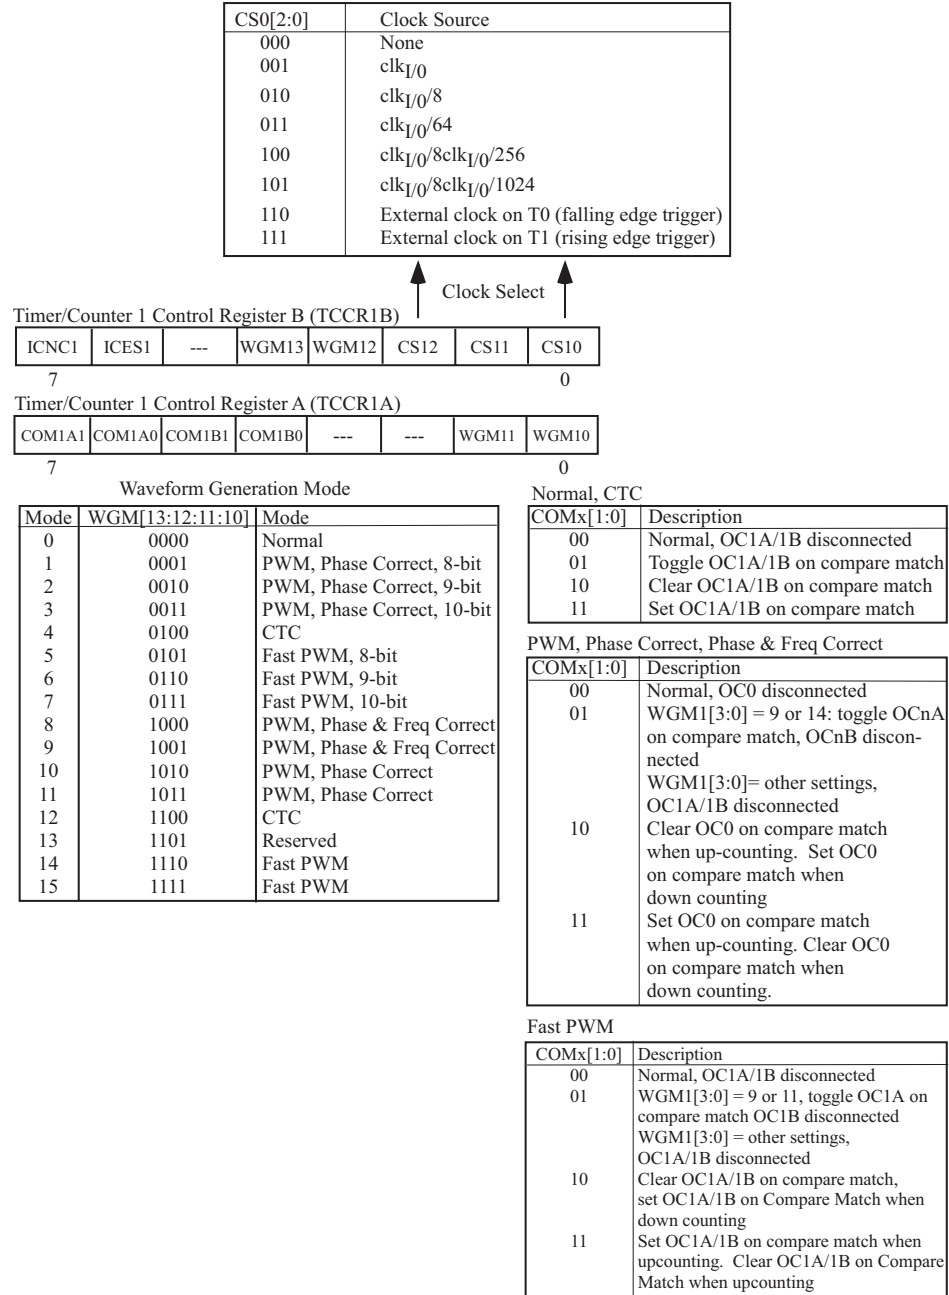 CS0[2:0] Clock Source
000 None
001 clkI/0
010 clkI/0/8
011 clkI/0/64
100 clkI/0/8clkI/0/256
101 clkI/0/8clkI/0/1024
110 External clock on T0 (falling edge trigger)
111 External clock on T1 (rising edge trigger)
Clock Select
Timer/Counter 1 Control Register B (TCCR1B)
ICNC1 ICES1 --- WGM13 WGM12 CS12 CS11 CS10
7 0
Timer/Counter 1 Control Register A (TCCR1A)
COM1A1 COM1A0 COM1B1 COM1B0 --- --- WGM11 WGM10
7 0
Waveform Generation Mode
Mode WGM[13:12:11:10] Mode
0 0000 Normal
1 0001 PWM, Phase Correct, 8-bit
2 0010 PWM, Phase Correct, 9-bit
3 0011 PWM, Phase Correct, 10-bit
4 0100 CTC
5 0101 Fast PWM, 8-bit
6 0110 Fast PWM, 9-bit
7 0111 Fast PWM, 10-bit
8 1000 PWM, Phase & Freq Correct
9 1001 PWM, Phase & Freq Correct
10 1010 PWM, Phase Correct
11 1011 PWM, Phase Correct
12 1100 CTC
13 1101 Reserved
14 1110 Fast PWM
15 1111 Fast PWM
Normal, CTC
COMx[1:0] Description
00 Normal, OC1A/1B disconnected
01 Toggle OC1A/1B on compare match
10 Clear OC1A/1B on compare match
11 Set OC1A/1B on compare match
PWM, Phase Correct, Phase & Freq Correct
COMx[1:0] Description
00 Normal, OC0 disconnected
01 WGM1[3:0] = 9 or 14: toggle OCnA
on compare match, OCnB discon-
nected
WGM1[3:0]= other settings,
OC1A/1B disconnected
10 Clear OC0 on compare match
when up-counting. Set OC0
on compare match when
down counting
11 Set OC0 on compare match
when up-counting. Clear OC0
on compare match when
down counting.
Fast PWM
COMx[1:0] Description
00 Normal, OC1A/1B disconnected
01 WGM1[3:0] = 9 or 11, toggle OC1A on
compare match OC1B disconnected
WGM1[3:0] = other settings,
OC1A/1B disconnected
10 Clear OC1A/1B on compare match,
set OC1A/1B on Compare Match when
down counting
11 Set OC1A/1B on compare match when
upcounting. Clear OC1A/1B on Compare
Match when upcounting